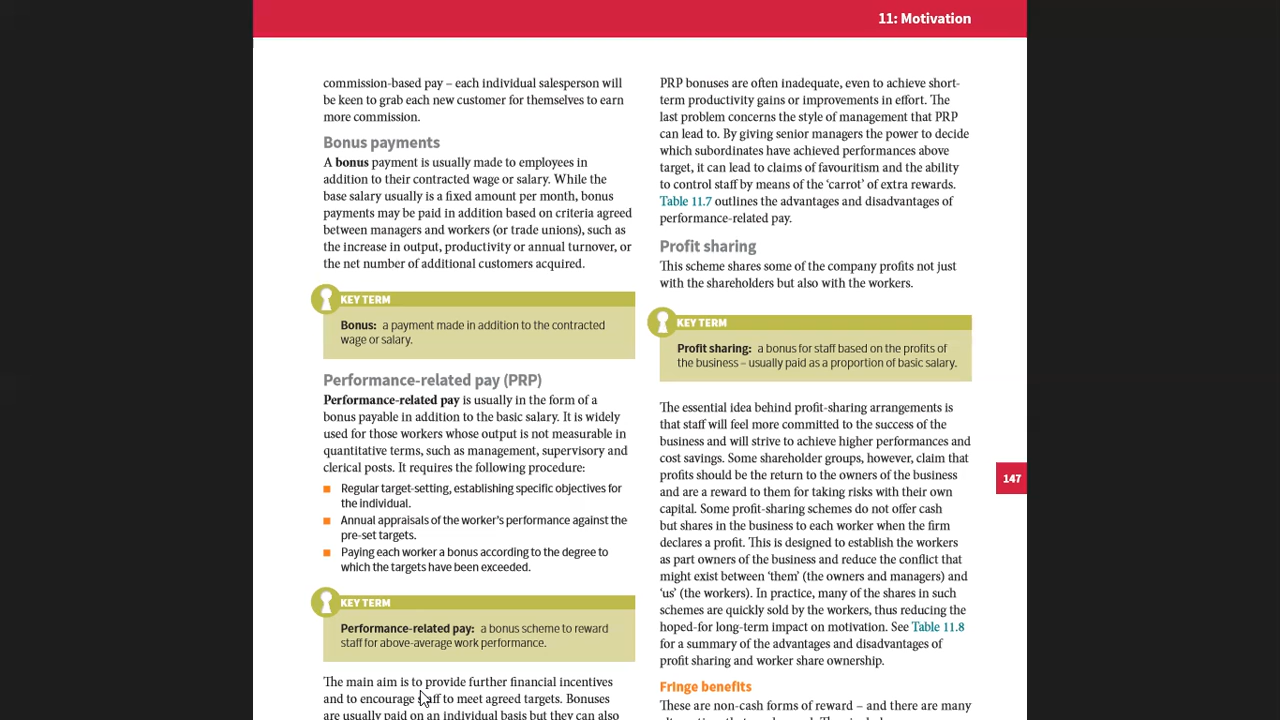 11: Motivation
commission-based pay – each individual salesperson will
be keen to grab each new customer for themselves to earn
more commission.
Bonus payments
A bonus payment is usually made to employees in
addition to their contracted wage or salary. While the
base salary usually is a fixed amount per month, bonus
payments may be paid in addition based on criteria agreed
between managers and workers (or trade unions), such as
the increase in output, productivity or annual turnover, or
the net number of additional customers acquired.
KEY TERM
Bonus: a payment made in addition to the contracted
wage or salary.
Performance-related pay (PRP)
Performance-related pay is usually in the form of a
bonus payable in addition to the basic salary. It is widely
used for those workers whose output is not measurable in
quantitative terms, such as management, supervisory and
clerical posts. It requires the following procedure:
Regular target-setting, establishing specific objectives for
the individual.
Annual appraisals of the worker's performance against the
pre-set targets.
Paying each worker a bonus according to the degree to
which the targets have been exceeded.
KEY TERM
Performance-related pay: a bonus scheme to reward
staff for above-average work performance.
The main aim is to provide further financial incentives
and to encourage staff to meet agreed targets. Bonuses
are usually paid on an individual basis but they can also
PRP bonuses are often inadequate, even to achieve short-
term productivity gains or improvements in effort. The
last problem concerns the style of management that PRP
can lead to. By giving senior managers the power to decide
which subordinates have achieved performances above
target, it can lead to claims of favouritism and the ability
to control staff by means of the 'carrot' of extra rewards.
Table 11.7 outlines the advantages and disadvantages of
performance-related pay.
Profit sharing
This scheme shares some of the company profits not just
with the shareholders but also with the workers.
KEY TERM
Profit sharing: a bonus for staff based on the profits of
the business – usually paid as a proportion of basic salary.
The essential idea behind profit-sharing arrangements is
that staff will feel more committed to the success of the
business and will strive to achieve higher performances and
cost savings. Some shareholder groups, however, claim that
profits should be the return to the owners of the business
and are a reward to them for taking risks with their own
capital. Some profit-sharing schemes do not offer cash
but shares in the business to each worker when the firm
declares a profit. This is designed to establish the workers
as part owners of the business and reduce the conflict that
might exist between 'them' (the owners and managers) and
'us' (the workers). In practice, many of the shares in such
schemes are quickly sold by the workers, thus reducing the
hoped-for long-term impact on motivation. See Table 11.8
for a summary of the advantages and disadvantages of
profit sharing and worker share ownership.
Fringe benefits
These are non-cash forms of reward – and there are many
147